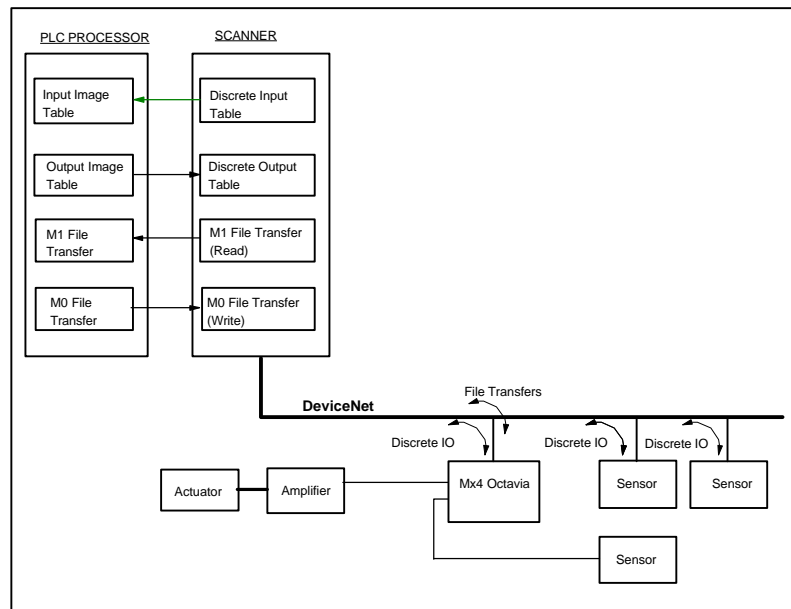 PLC PROCESSOR
SCANNER
Input Image
Table
Discrete Input
Table
Output Image
Table
Discrete Output
Table
M1 File
Transfer
M1 File Transfer
(Read)
M0 File
Transfer
M0 File Transfer
(Write)
File Transfers
DeviceNet
Discrete IO
Discrete IO
Discrete IO
Actuator
Amplifier
Mx4 Octavia
Sensor
Sensor
Sensor